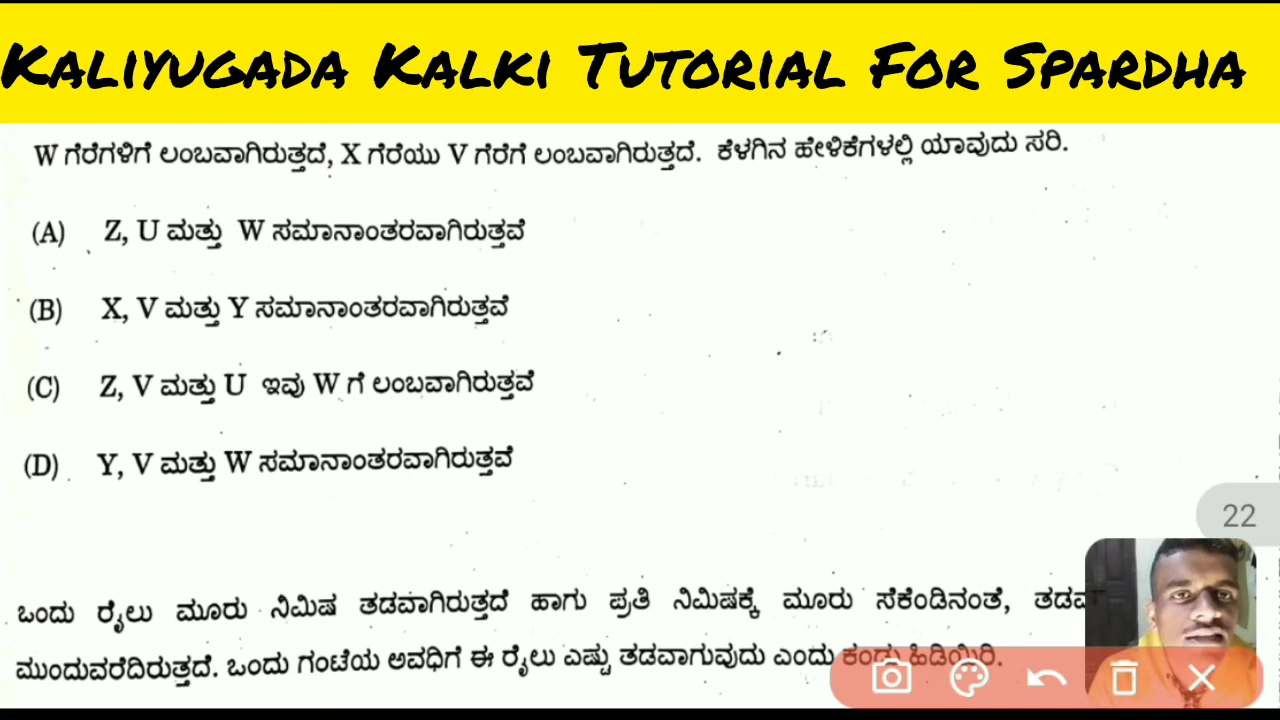 KALIYUGADA KALKI TUTORIAL FOR SPARDHA
W ಗೆರೆಗಳಿಗೆ ಲಂಬವಾಗಿರುತ್ತದೆ, X ಗೆರೆಯು V ಗೆರೆಗೆ ಲಂಬವಾಗಿರುತ್ತದೆ. ಕೆಳಗಿನ ಹೇಳಿಕೆಗಳಲ್ಲಿ ಯಾವುದು ಸರಿ.
(A) Z, U ಮತ್ತು W ಸಮಾನಾಂತರವಾಗಿರುತ್ತವೆ
(B) X, V ಮತ್ತು Y ಸಮಾನಾಂತರವಾಗಿರುತ್ತವೆ
(C) Z, V ಮತ್ತು U ಇವು W ಗೆ ಲಂಬವಾಗಿರುತ್ತವೆ
(D) Y, V ಮತ್ತು W ಸಮಾನಾಂತರವಾಗಿರುತ್ತವೆ
22
ಒಂದು ರೈಲು ಮೂರು ನಿಮಿಷ ತಡವಾಗಿರುತ್ತದೆ ಹಾಗು ಪ್ರತಿ ನಿಮಿಷಕ್ಕೆ ಮೂರು ಸೆಕೆಂಡಿನಂತೆ,
ಮುಂದುವರೆದಿರುತ್ತದೆ. ಒಂದು ಗಂಟೆಯ ಅವಧಿಗೆ ಈ ರೈಲು ಎಷ್ಟು ತಡವಾಗುವುದು ಎಂದು ಕಂಡು ಹಿಡಿಯಿರಿ.